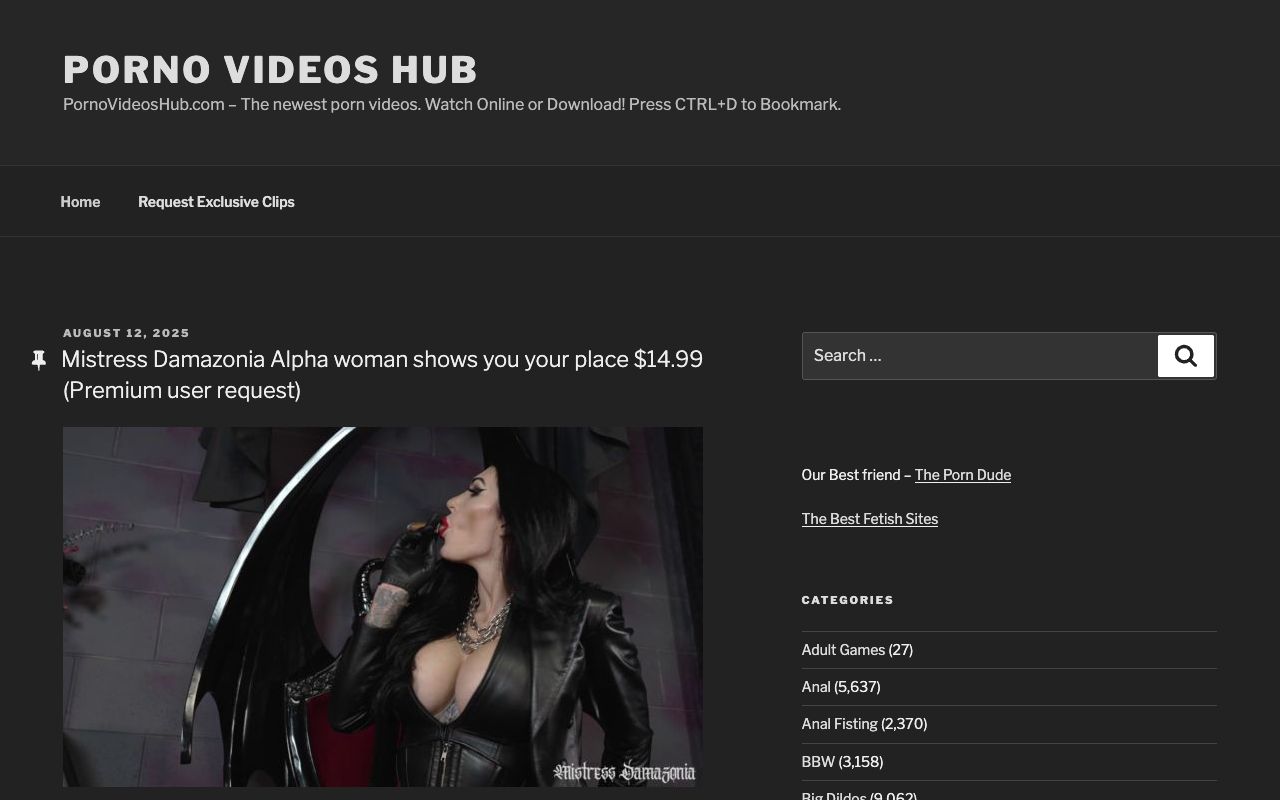 PORNO VIDEOS HUB
PornoVideosHub.com – The newest porn videos. Watch Online or Download! Press CTRL+D to Bookmark.
Home
Request Exclusive Clips
AUGUST 12, 2025
Mistress Damazonia Alpha woman shows you your place $14.99
(Premium user request)
Mistress Damazonia
Search …
Our Best friend – The Porn Dude
The Best Fetish Sites
CATEGORIES
Adult Games (27)
Anal (5,637)
Anal Fisting (2,370)
BBW (3,158)
Big Dildos (9,062)